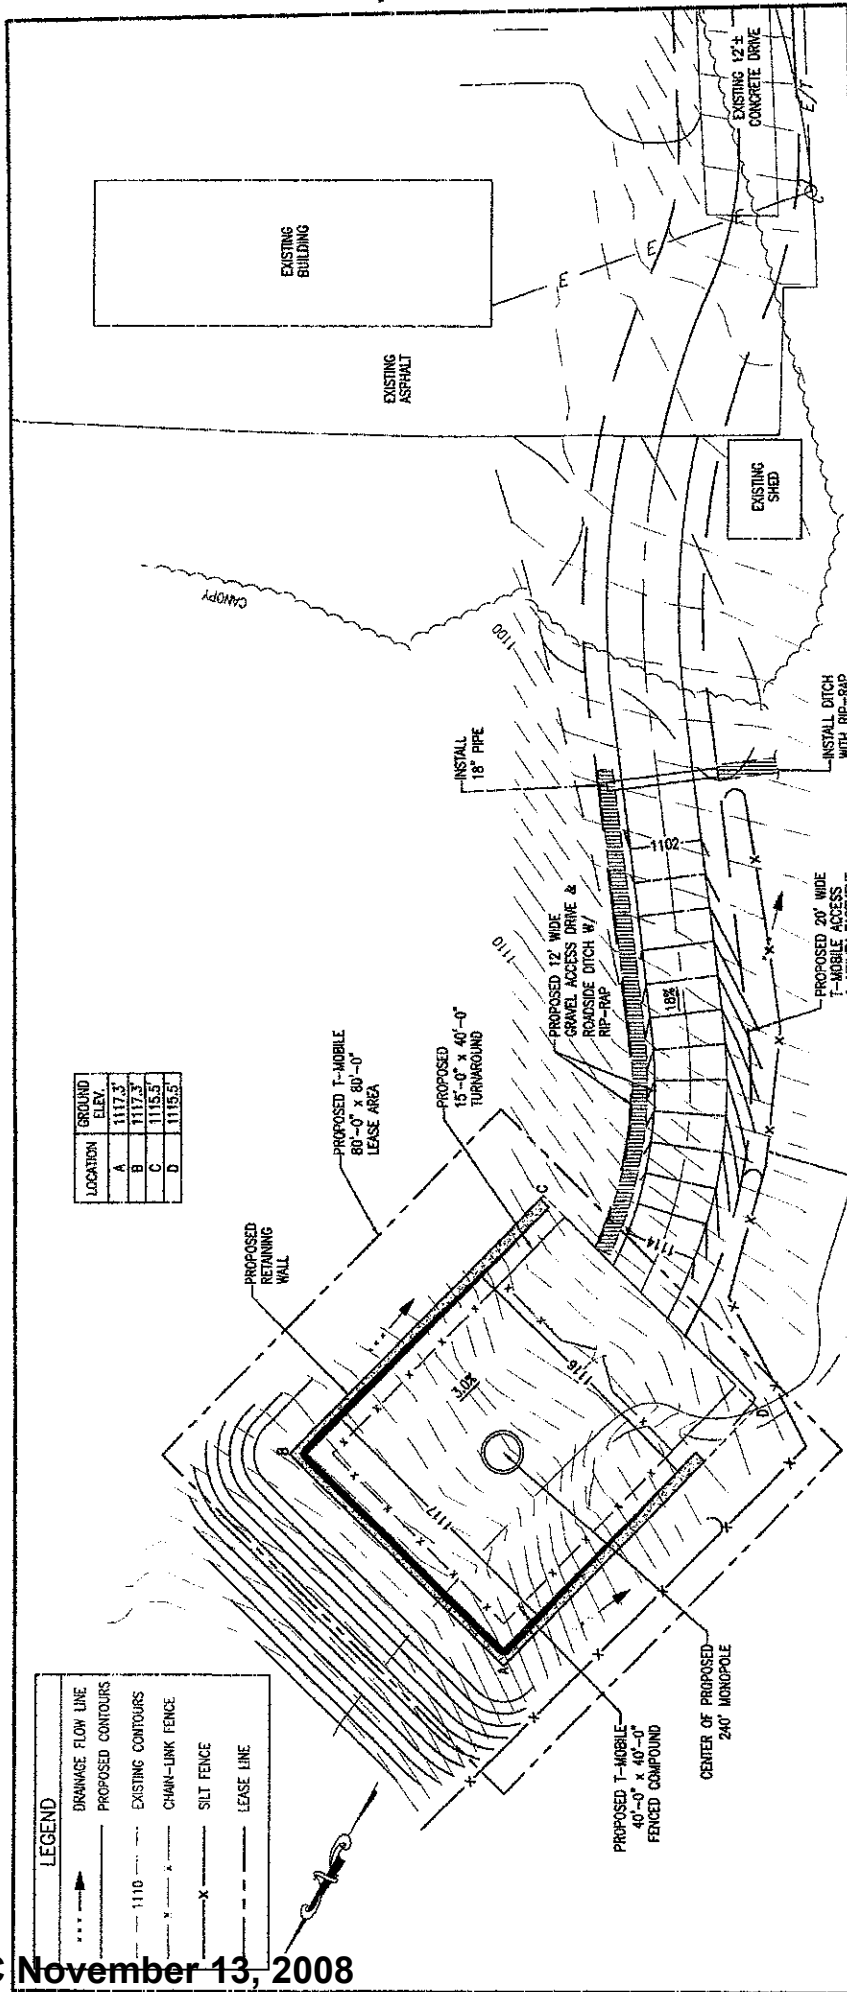 LEGEND
DRAINAGE FLOW LINE
PROPOSED CONTOURS
1110
EXISTING CONTOURS
CHAIN-LINK FENCE
SILT FENCE
LEASE LINE
LOCATION
GROUND
ELEV.
A 1117.3'
B 1117.3'
C 1115.5'
D 1115.5'
PROPOSED
RETAINING
WALL
PROPOSED T-MOBILE
80'-0" x 80'-0"
LEASE AREA
PROPOSED
15'-0" x 40'-0"
TURNAROUND
PROPOSED 12' WIDE
GRAVEL ACCESS DRIVE &
ROADSIDE DITCH W/
RIP-RAP
INSTALL
18" PIPE
CANOPY
EXISTING
ASPHALT
EXISTING
BUILDING
EXISTING 12'±
CONCRETE DRIVE
E/T
E
E
E
EXISTING
SHED
1100
1110
1102
18%
1114
1116
1117
3.0%
A
B
C
D
INSTALL DITCH
WITH RIP-RAP
PROPOSED 20' WIDE
T-MOBILE ACCESS
PROPOSED T-MOBILE
40'-0" x 40'-0"
FENCED COMPOUND
CENTER OF PROPOSED
240' MONOPOLE
November 13, 2008